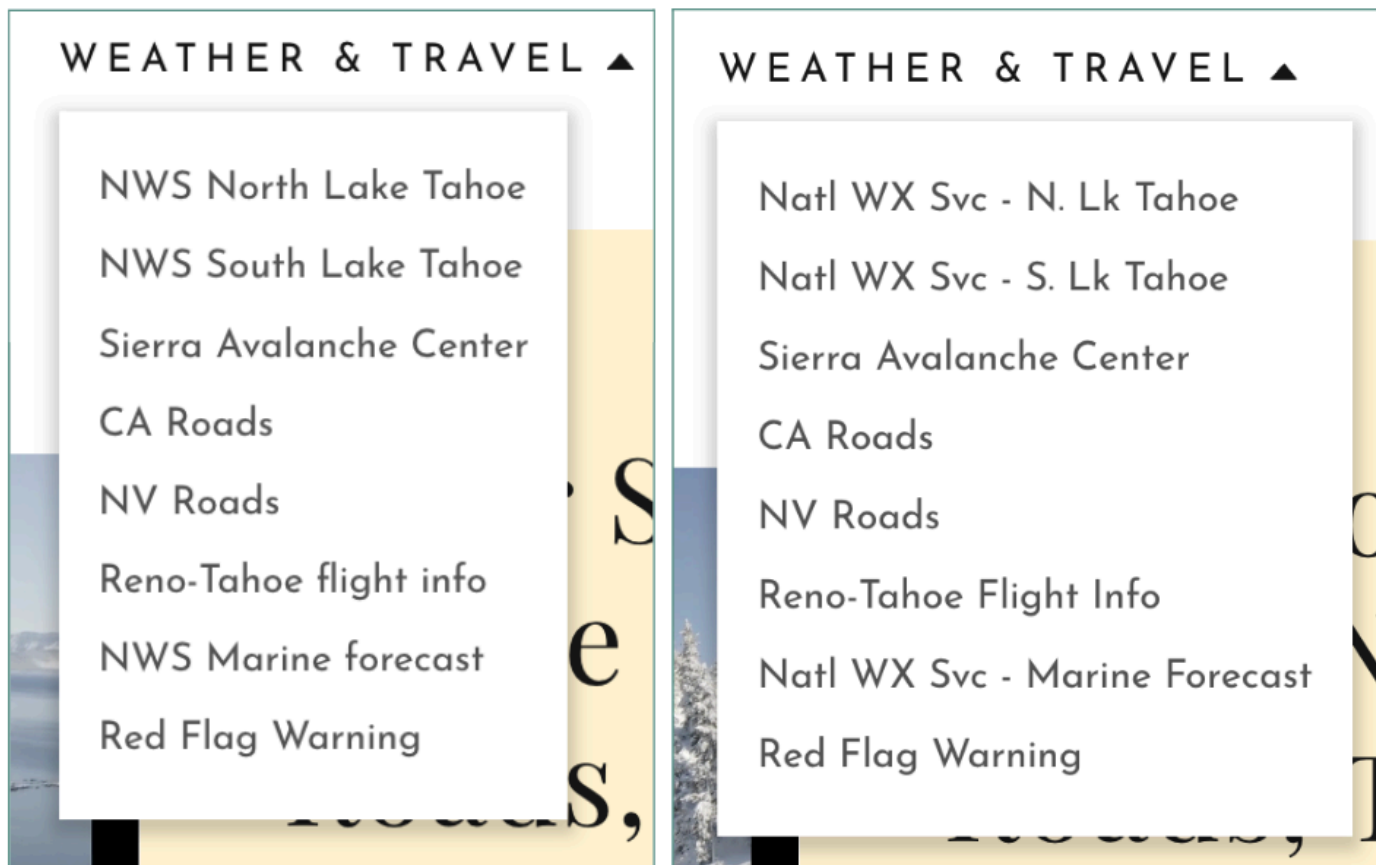 WEATHER & TRAVEL ▲
NWS North Lake Tahoe
NWS South Lake Tahoe
Sierra Avalanche Center
CA Roads
NV Roads
Reno-Tahoe flight info
NWS Marine forecast
Red Flag Warning
WEATHER & TRAVEL ▲
Natl WX Svc - N. Lk Tahoe
Natl WX Svc - S. Lk Tahoe
Sierra Avalanche Center
CA Roads
NV Roads
Reno-Tahoe Flight Info
Natl WX Svc - Marine Forecast
Red Flag Warning